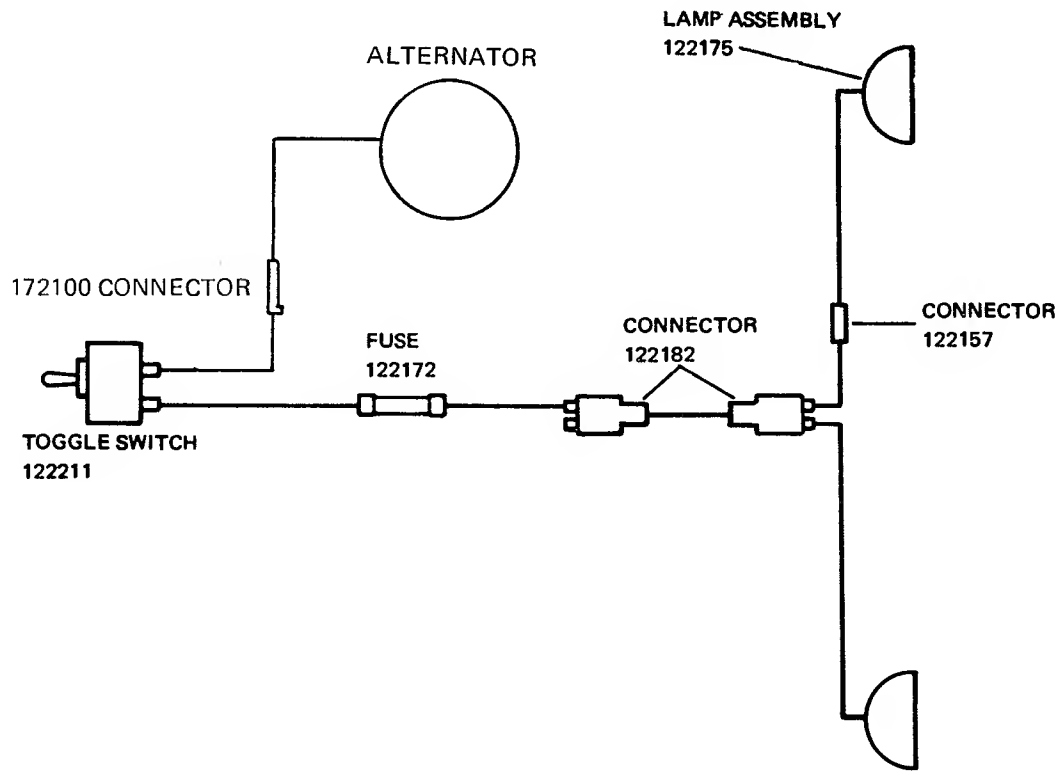 LAMP ASSEMBLY
122175
ALTERNATOR
172100 CONNECTOR
FUSE
122172
CONNECTOR
122182
CONNECTOR
122157
TOGGLE SWITCH
122211